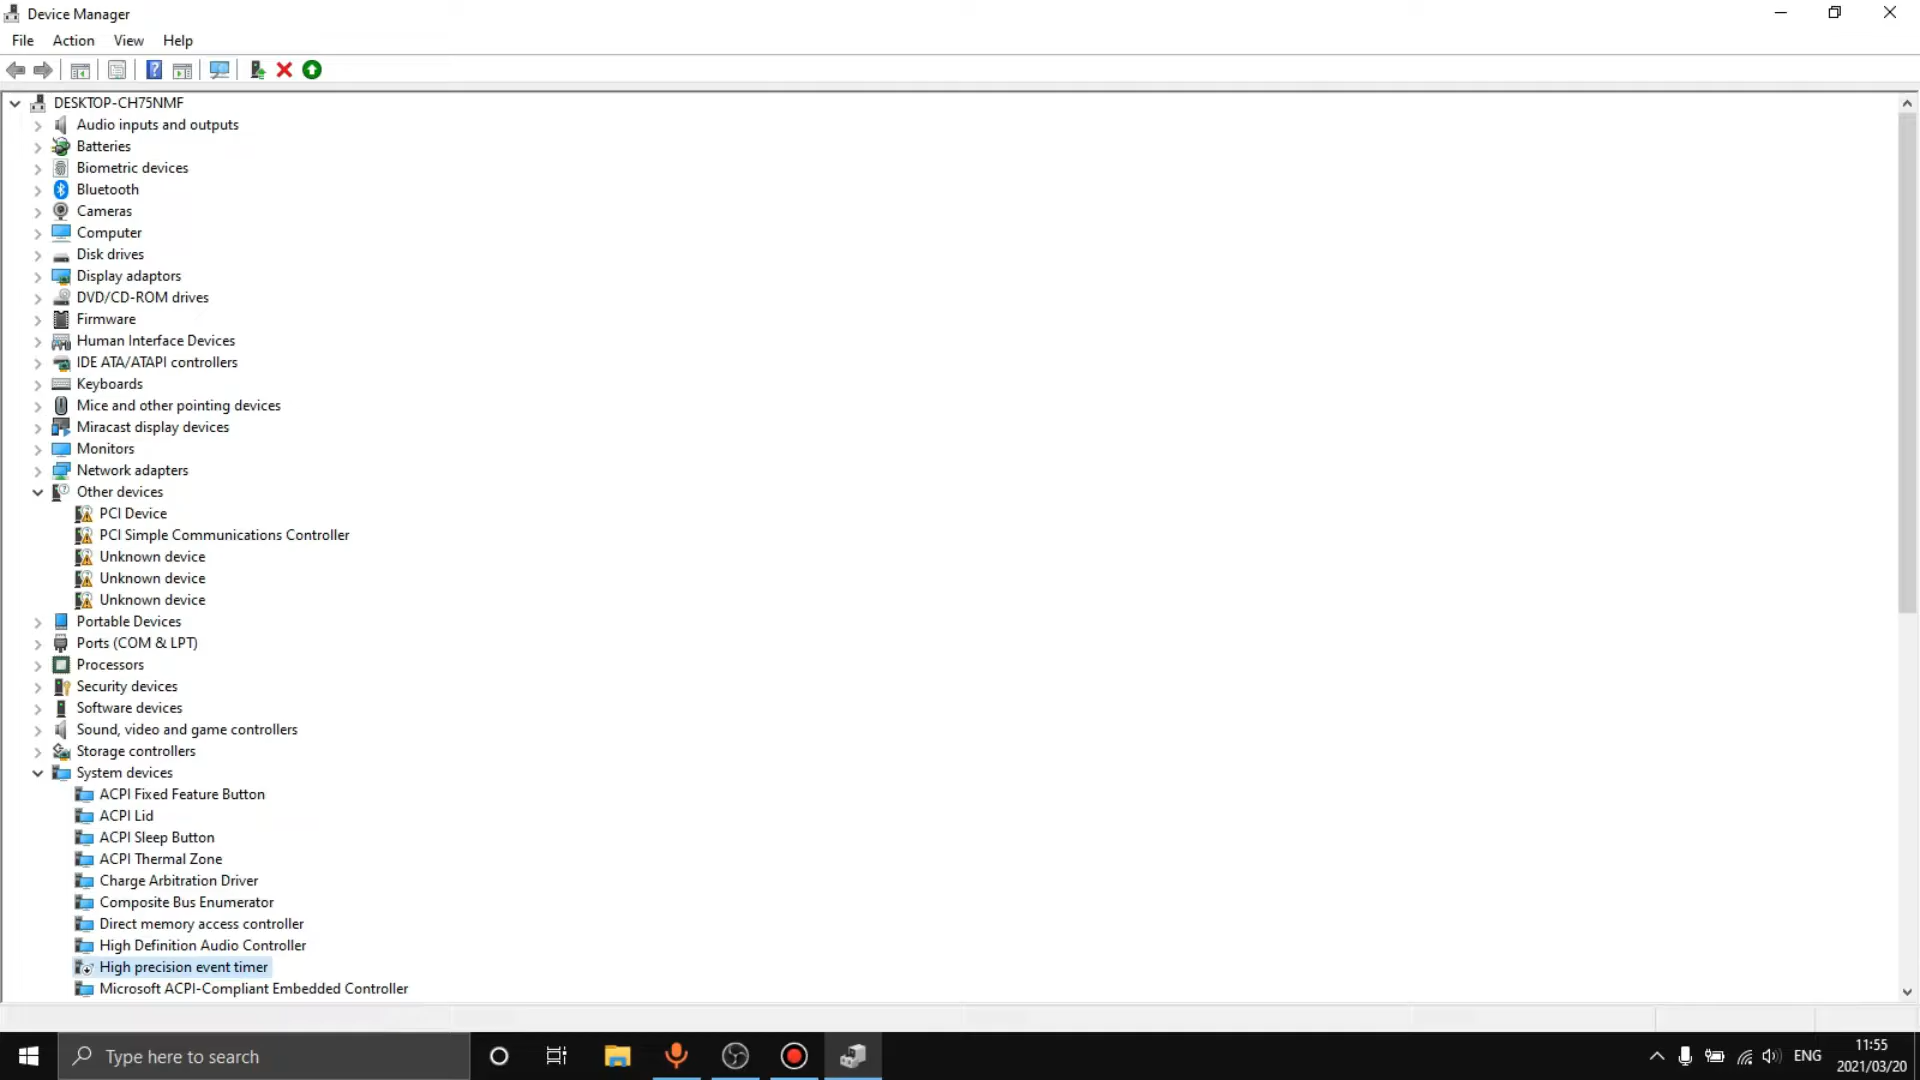 Device Manager
File Action View Help
DESKTOP-CH75NMF
Audio inputs and outputs
Batteries
Biometric devices
Bluetooth
Cameras
Computer
Disk drives
Display adaptors
DVD/CD-ROM drives
Firmware
Human Interface Devices
IDE ATA/ATAPI controllers
Keyboards
Mice and other pointing devices
Miracast display devices
Monitors
Network adapters
Other devices
PCI Device
PCI Simple Communications Controller
Unknown device
Unknown device
Unknown device
Portable Devices
Ports (COM & LPT)
Processors
Security devices
Software devices
Sound, video and game controllers
Storage controllers
System devices
ACPI Fixed Feature Button
ACPI Lid
ACPI Sleep Button
ACPI Thermal Zone
Charge Arbitration Driver
Composite Bus Enumerator
Direct memory access controller
High Definition Audio Controller
High precision event timer
Microsoft ACPI-Compliant Embedded Controller
Type here to search
ENG
11:55
2021/03/20